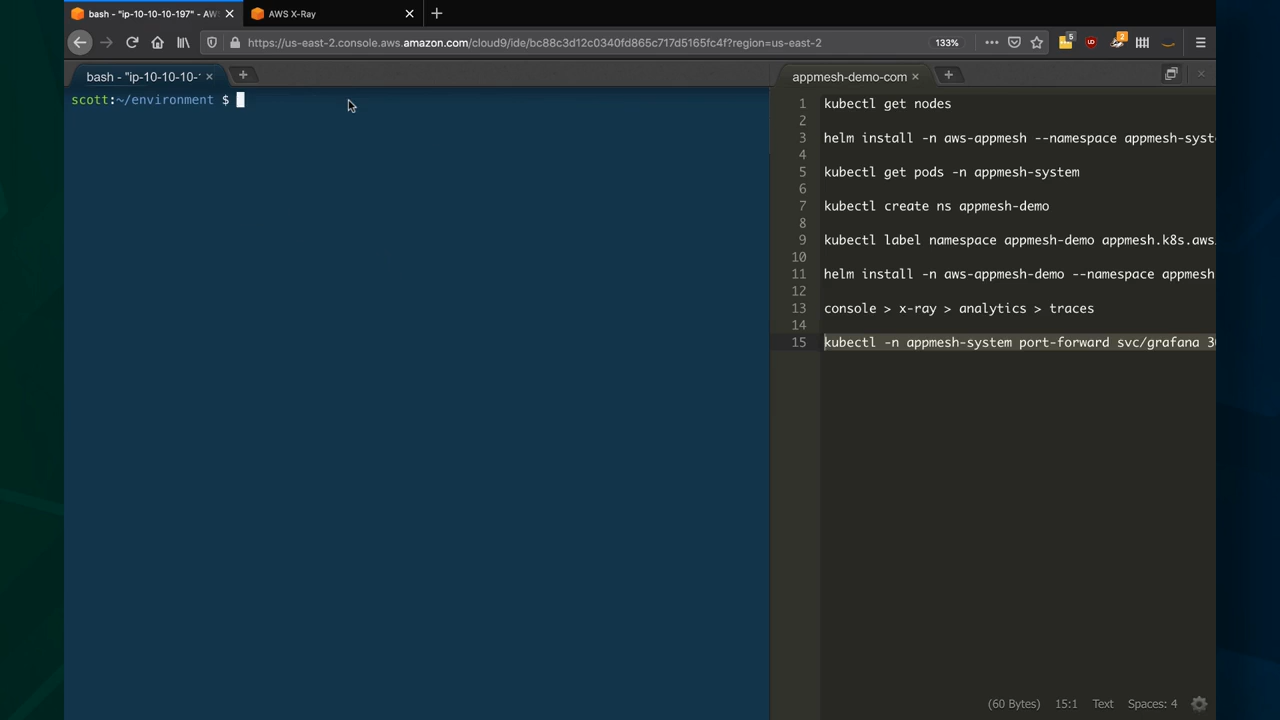 bash - "ip-10-10-10-197" - AW
AWS X-Ray
https://us-east-2.console.aws.amazon.com/cloud9/ide/bc88c3d12c0340fd865c717d5165fc4f?region=us-east-2
133%
5
2
bash - "ip-10-10-10-
appmesh-demo-com
scott:~/environment $
1 kubectl get nodes
2
3 helm install -n aws-appmesh --namespace appmesh-syst
4
5 kubectl get pods -n appmesh-system
6
7 kubectl create ns appmesh-demo
8
9 kubectl label namespace appmesh-demo appmesh.k8s.aws
10
11 helm install -n aws-appmesh-demo --namespace appmesh
12
13 console > x-ray > analytics > traces
14
15 kubectl -n appmesh-system port-forward svc/grafana 30
(60 Bytes) 15:1 Text Spaces: 4